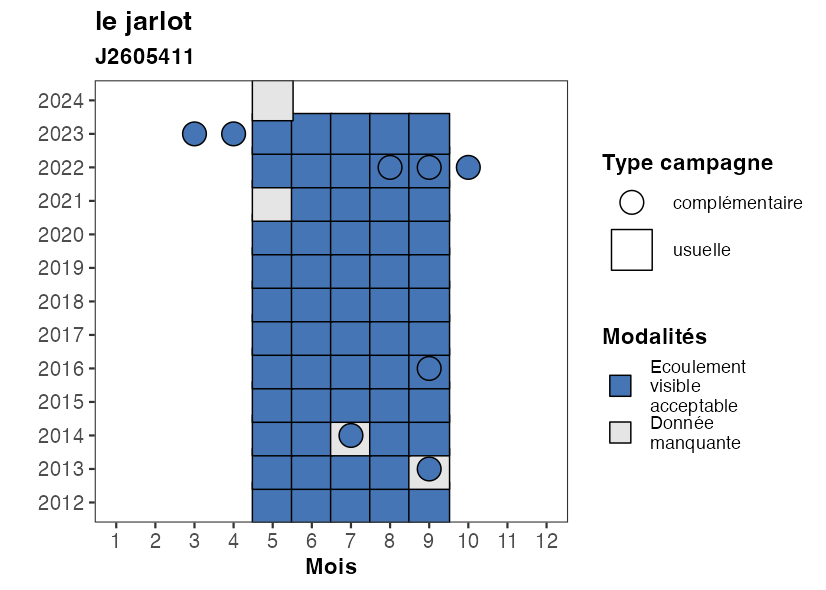 le jarlot
J2605411
2024
2023
2022
2021
2020
2019
2018
2017
2016
2015
2014
2013
2012
1 2 3 4 5 6 7 8 9 10 11 12
Mois
Type campagne
complémentaire
usuelle
Modalités
Ecoulement
visible
acceptable
Donnée
manquante